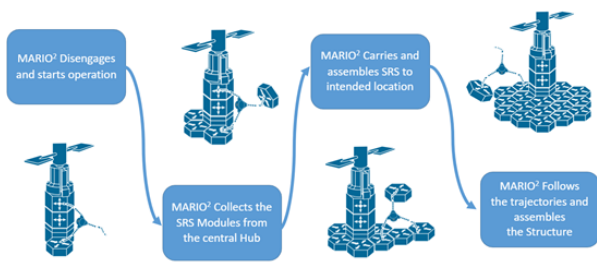 MARIO² Disengages
and starts operation
MARIO² Collects the
SRS Modules from
the central Hub
MARIO² Carries and
assembles SRS to
intended location
MARIO² Follows
the trajectories and
assembles
the Structure